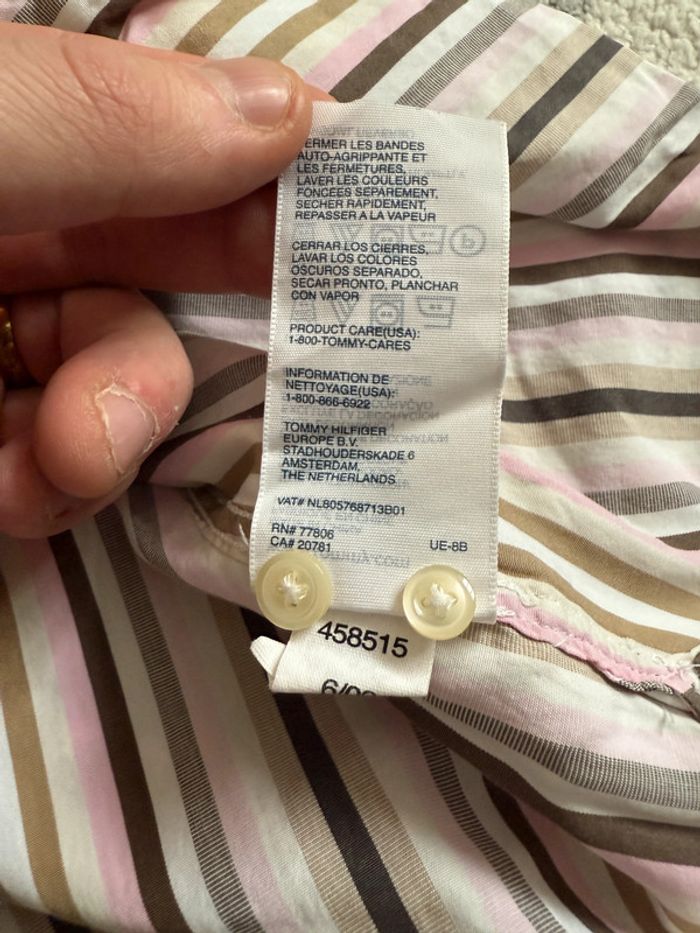 ERMER LES BANDES
AUTO-AGRIPPANTE ET
LES FERMETURES,
LAVER LES COULEURS
FONCÉES SEPAREMENT,
SECHER RAPIDEMENT,
REPASSER A LA VAPEUR
CERRAR LOS CIERRES,
LAVAR LOS COLORES
OSCUROS SEPARADO,
SECAR PRONTO, PLANCHAR
CON VAPOR
PRODUCT CARE(USA):
1-800-TOMMY-CARES
INFORMATION DE
NETTOYAGE(USA):
1-800-866-6922
TOMMY HILFIGER
EUROPE B.V.
STADHOUDERSKADE 6
AMSTERDAM,
THE NETHERLANDS
VAT# NL805768713B01
RN# 77806
CA# 20781
UE-8B
458515